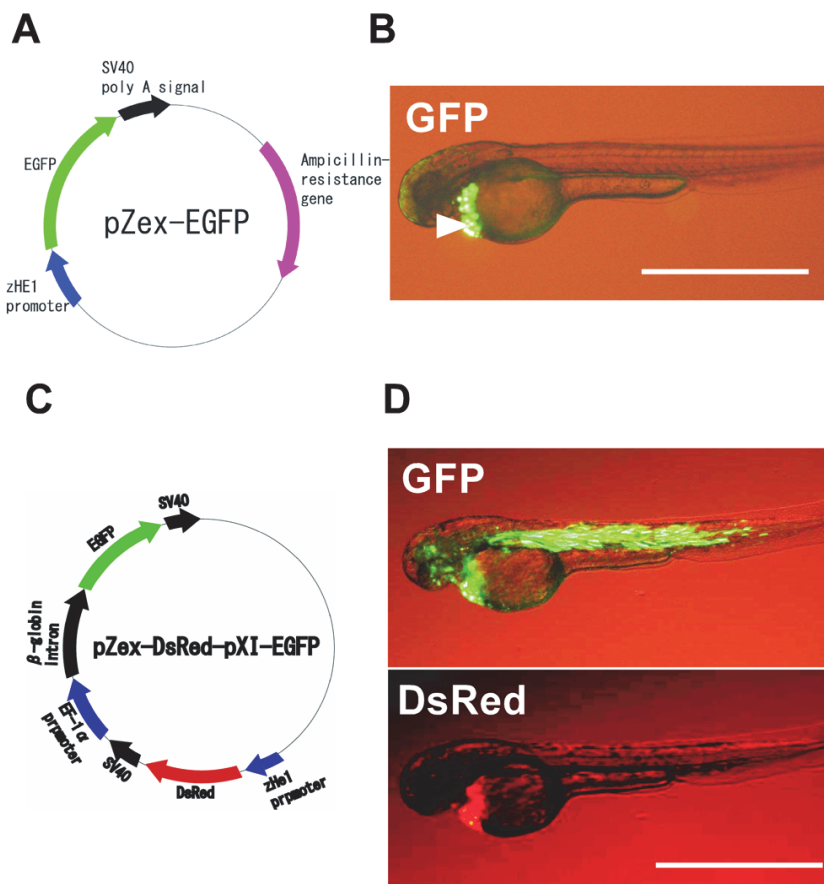 A
SV40
poly A signal
EGFP
Ampicillin-
resistance
gene
pZex-EGFP
zHE1
promoter
B
GFP
C
SV40
EGFP
β-globin
intron
pZex-DsRed-pXI-EGFP
EF-1α
prpmoter
SV40
DsRed
zHe1
prpmoter
D
GFP
DsRed